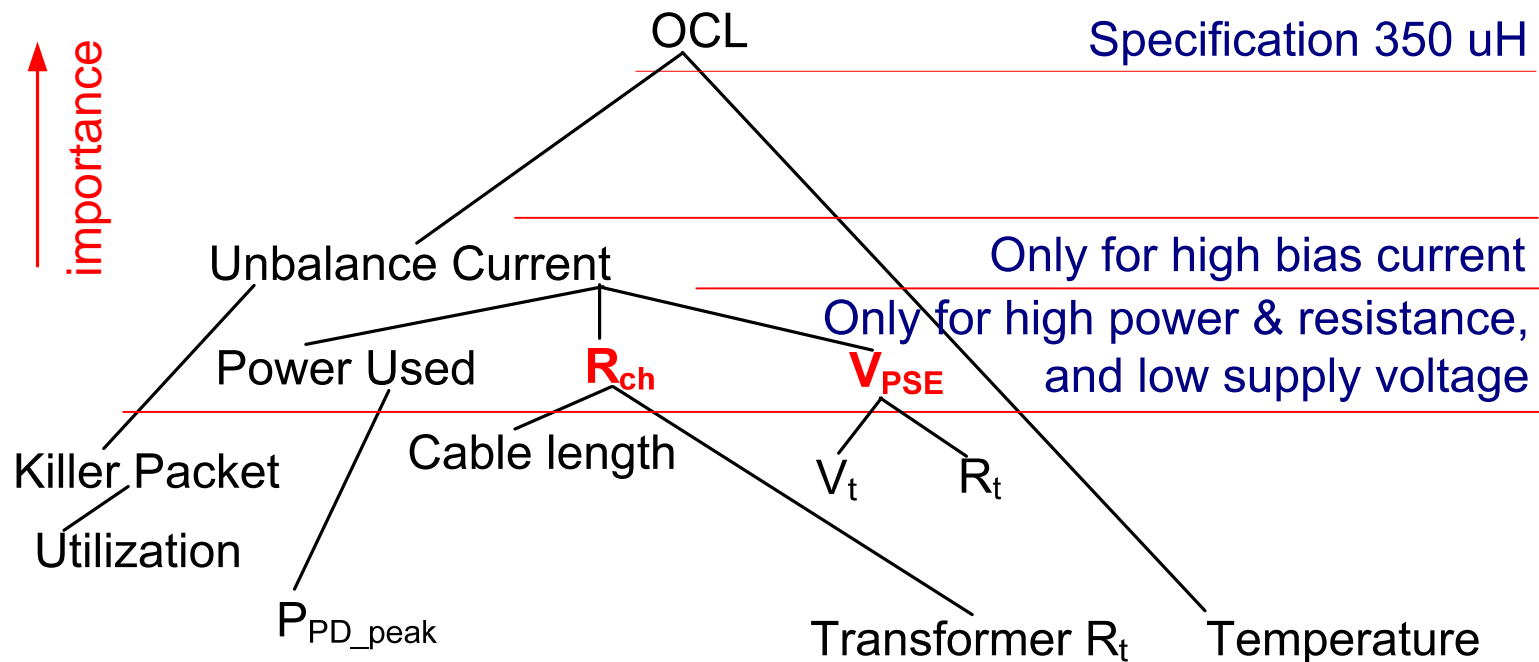 OCL
Specification 350 uH
importance
Unbalance Current
Only for high bias current
Only for high power & resistance,
and low supply voltage
Power Used
Rch
VPSE
Killer Packet
Cable length
Vt
Rt
Utilization
PPD_peak
Transformer Rt
Temperature